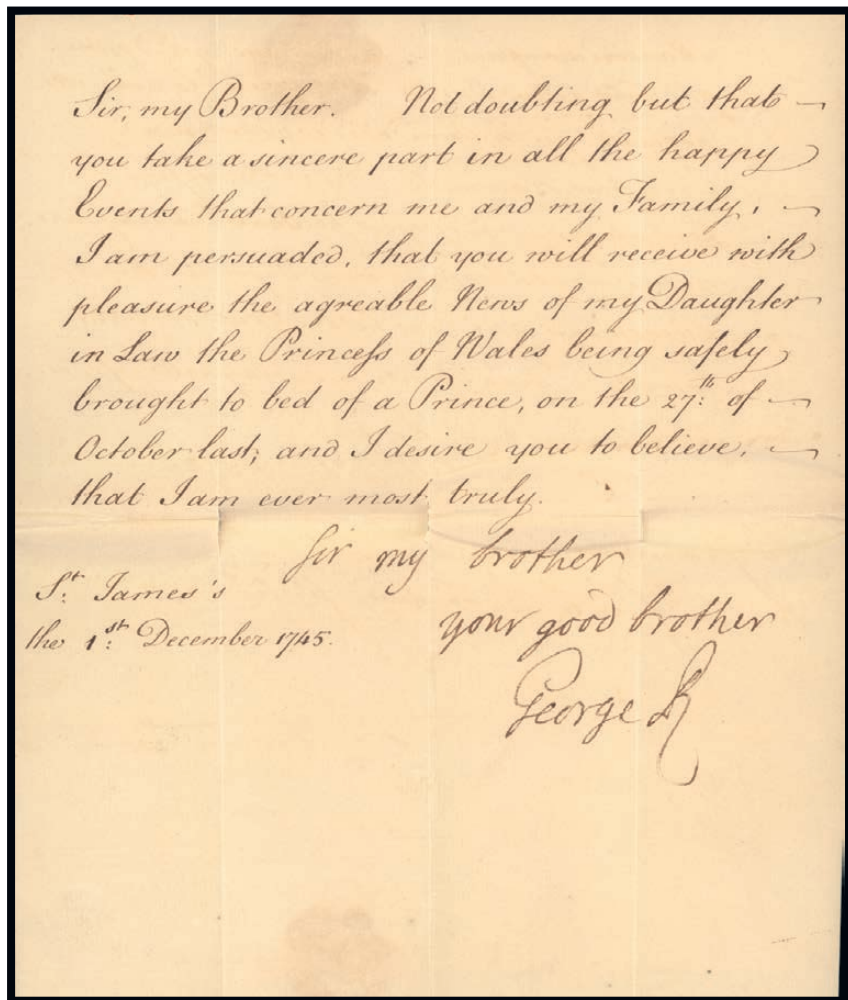 Sir, my Brother. Not doubting but that
you take a sincere part in all the happy
Events that concern me and my Family,
I am persuaded, that you will receive with
pleasure the agreable News of my Daughter
in Law the Princess of Wales being safely
brought to bed of a Prince, on the 27th of
October last; and I desire you to believe,
that I am ever most truly.
Sir my brother
St. James's
the 1st December 1745.
your good brother
George R